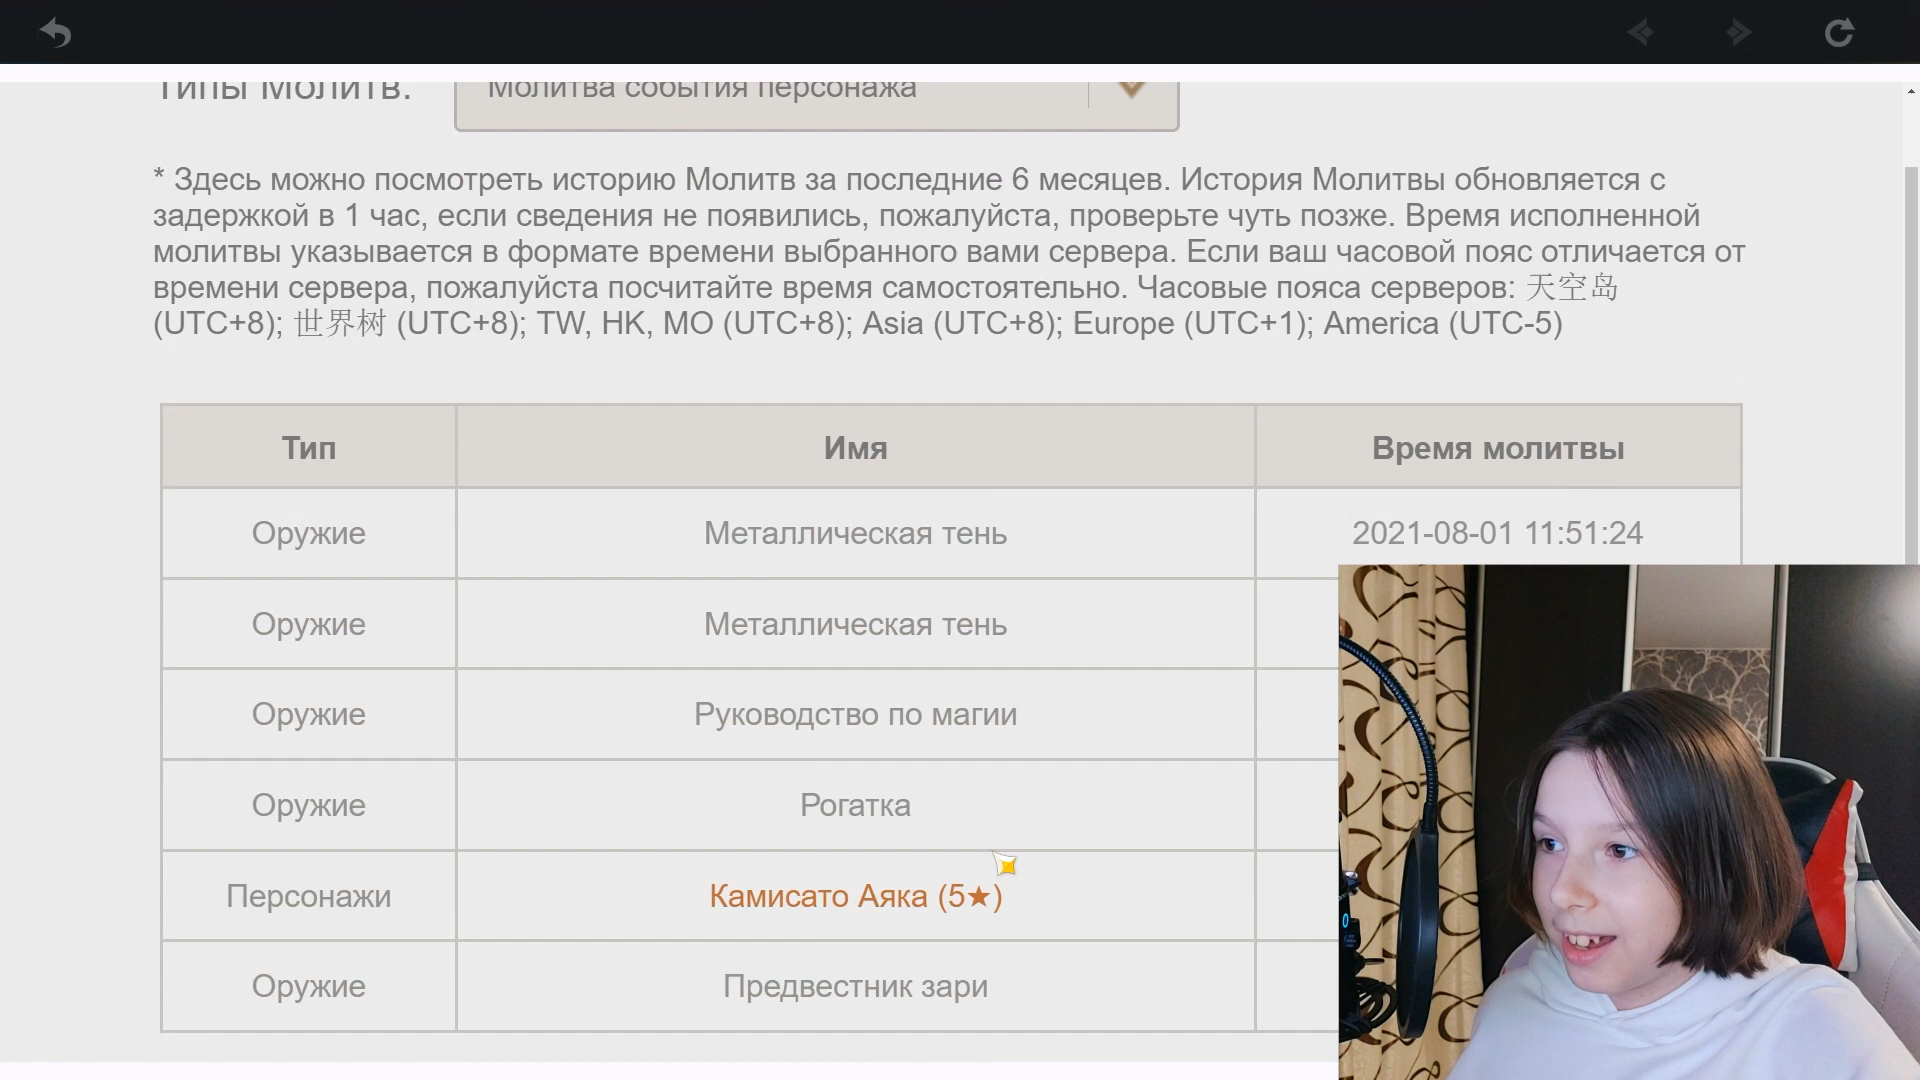 Типы Молитв:
Молитва события персонажа
* Здесь можно посмотреть историю Молитв за последние 6 месяцев. История Молитвы обновляется с
задержкой в 1 час, если сведения не появились, пожалуйста, проверьте чуть позже. Время исполненной
молитвы указывается в формате времени выбранного вами сервера. Если ваш часовой пояс отличается от
времени сервера, пожалуйста посчитайте время самостоятельно. Часовые пояса серверов: 天空岛
(UTC+8); 世界树 (UTC+8); TW, HK, MO (UTC+8); Asia (UTC+8); Europe (UTC+1); America (UTC-5)
Тип Имя Время молитвы
Оружие Металлическая тень 2021-08-01 11:51:24
Оружие Металлическая тень
Оружие Руководство по магии
Оружие Рогатка
Персонажи Камисато Аяка (5★)
Оружие Предвестник зари